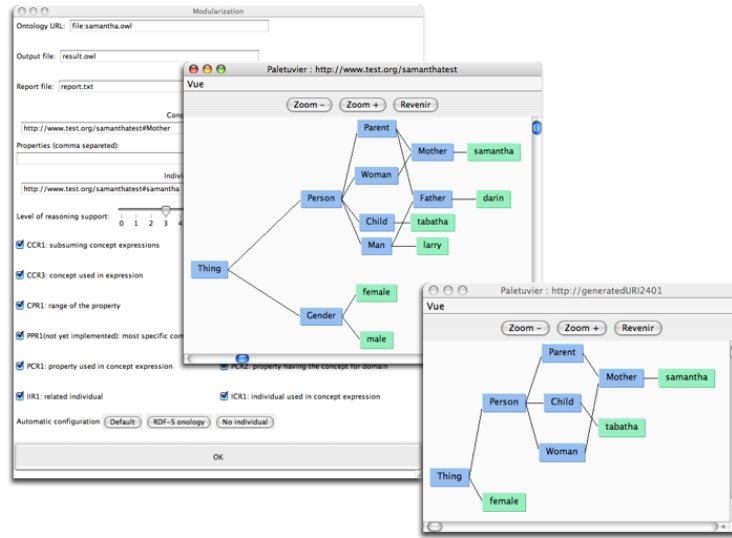 Modularization
Ontology URL: file:samantha.owl
Output file: result.owl
Report file: report.txt
http://www.test.org/samanthatest#Mother
Properties (comma separeted):
http://www.test.org/samanthatest#samantha
Level of reasoning support:
0 1 2 3 4
CCR1: subsuming concept expressions
CCR3: concept used in expression
CPR1: range of the property
PPR1(not yet implemented): most specific com
PCR1: property used in concept expression
PCR2: property having the concept for domain
IIR1: related individual
ICR1: individual used in concept expression
Automatic configuration Default RDF-S onology No individual
OK
Paletuvier : http://www.test.org/samanthatest
Vue
Zoom - Zoom + Revenir
Parent
Mother samantha
Woman
Person Father darin
Child tabatha
Man larry
Thing
female
Gender
male
Paletuvier : http://generatedURI2401
Vue
Zoom - Zoom + Revenir
Parent
Mother samantha
Person Child
tabatha
Woman
Thing
female